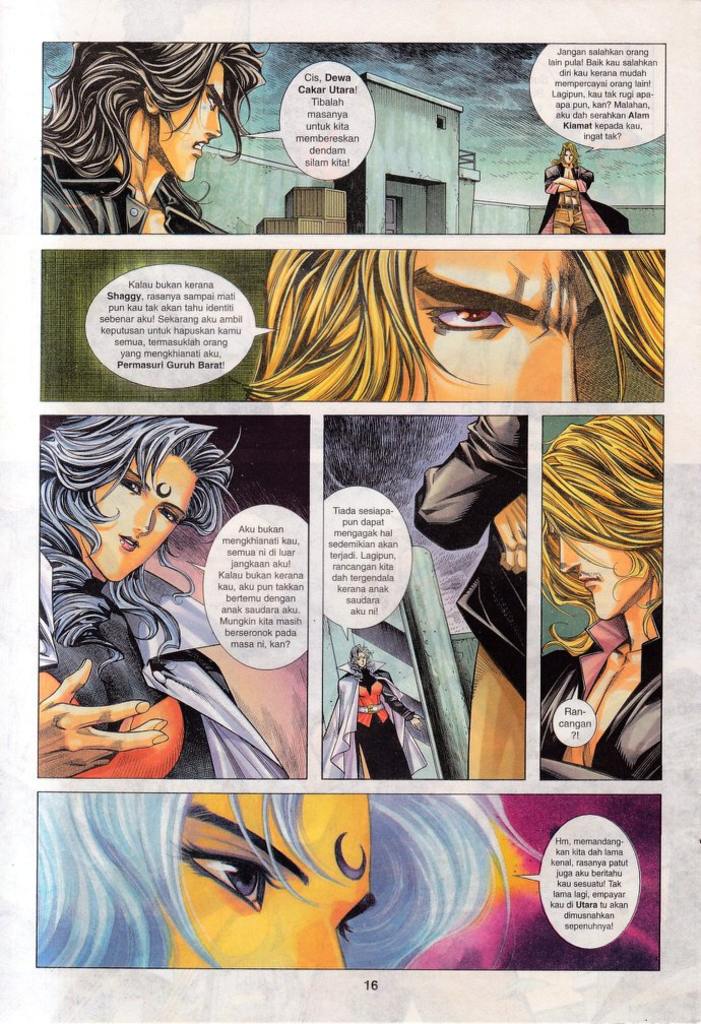 Cis, Dewa
Cakar Utara!
Tibalah
masanya
untuk kita
membereskan
dendam
silam kita!
Jangan salahkan orang
lain pula! Baik kau salahkan
diri kau kerana mudah
mempercayai orang lain!
Lagipun, kau tak rugi apa-
apa pun, kan? Malahan,
aku dah serahkan Alam
Kiamat kepada kau,
ingat tak?
Kalau bukan kerana
Shaggy, rasanya sampai mati
pun kau tak akan tahu identiti
sebenar aku! Sekarang aku ambil
keputusan untuk hapuskan kamu
semua, termasuklah orang
yang mengkhianati aku,
Permasuri Guruh Barat!
Aku bukan
mengkhianati kau,
semua ni di luar
jangkaan aku!
Kalau bukan kerana
kau, aku pun takkan
bertemu dengan
anak saudara aku.
Mungkin kita masih
berseronok pada
masa ni, kan?
Tiada sesiapa-
pun dapat
mengagak hal
sedemikian akan
terjadi. Lagipun,
rancangan kita
dah tergendala
kerana anak
saudara
aku ni!
Ran-
cangan
?!
Hm, memandang-
kan kita dah lama
kenal, rasanya patut
juga aku beritahu
kau sesuatu! Tak
lama lagi, empayar
kau di Utara tu akan
dimusnahkan
sepenuhnya!
16